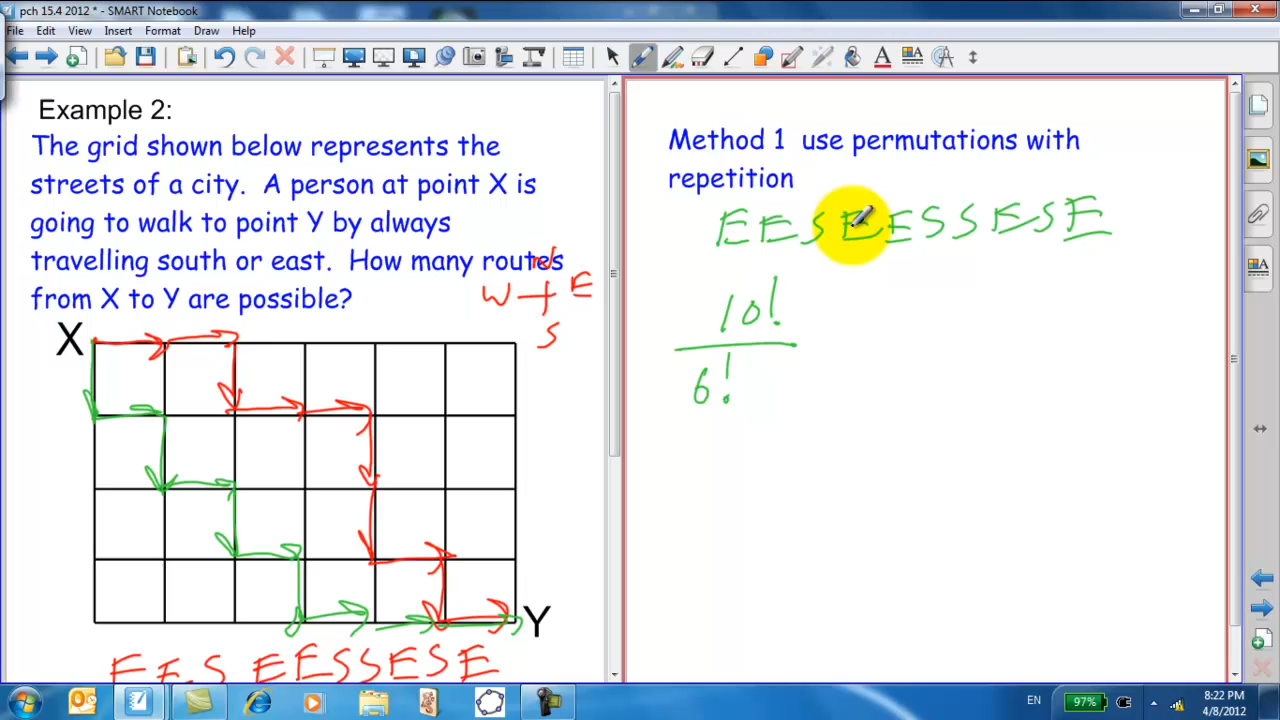 pch 15.4 2012 * - SMART Notebook
File Edit View Insert Format Tools Draw Help
Example 2:
The grid shown below represents the
streets of a city. A person at point X is
going to walk to point Y by always
travelling south or east. How many routes
from X to Y are possible?
N
W E
S
X
Y
E E S E E S S E S E
Method 1 use permutations with
repetition
E E S E E S S E S E
10!
6!
EN
97%
8:22 PM
4/8/2012